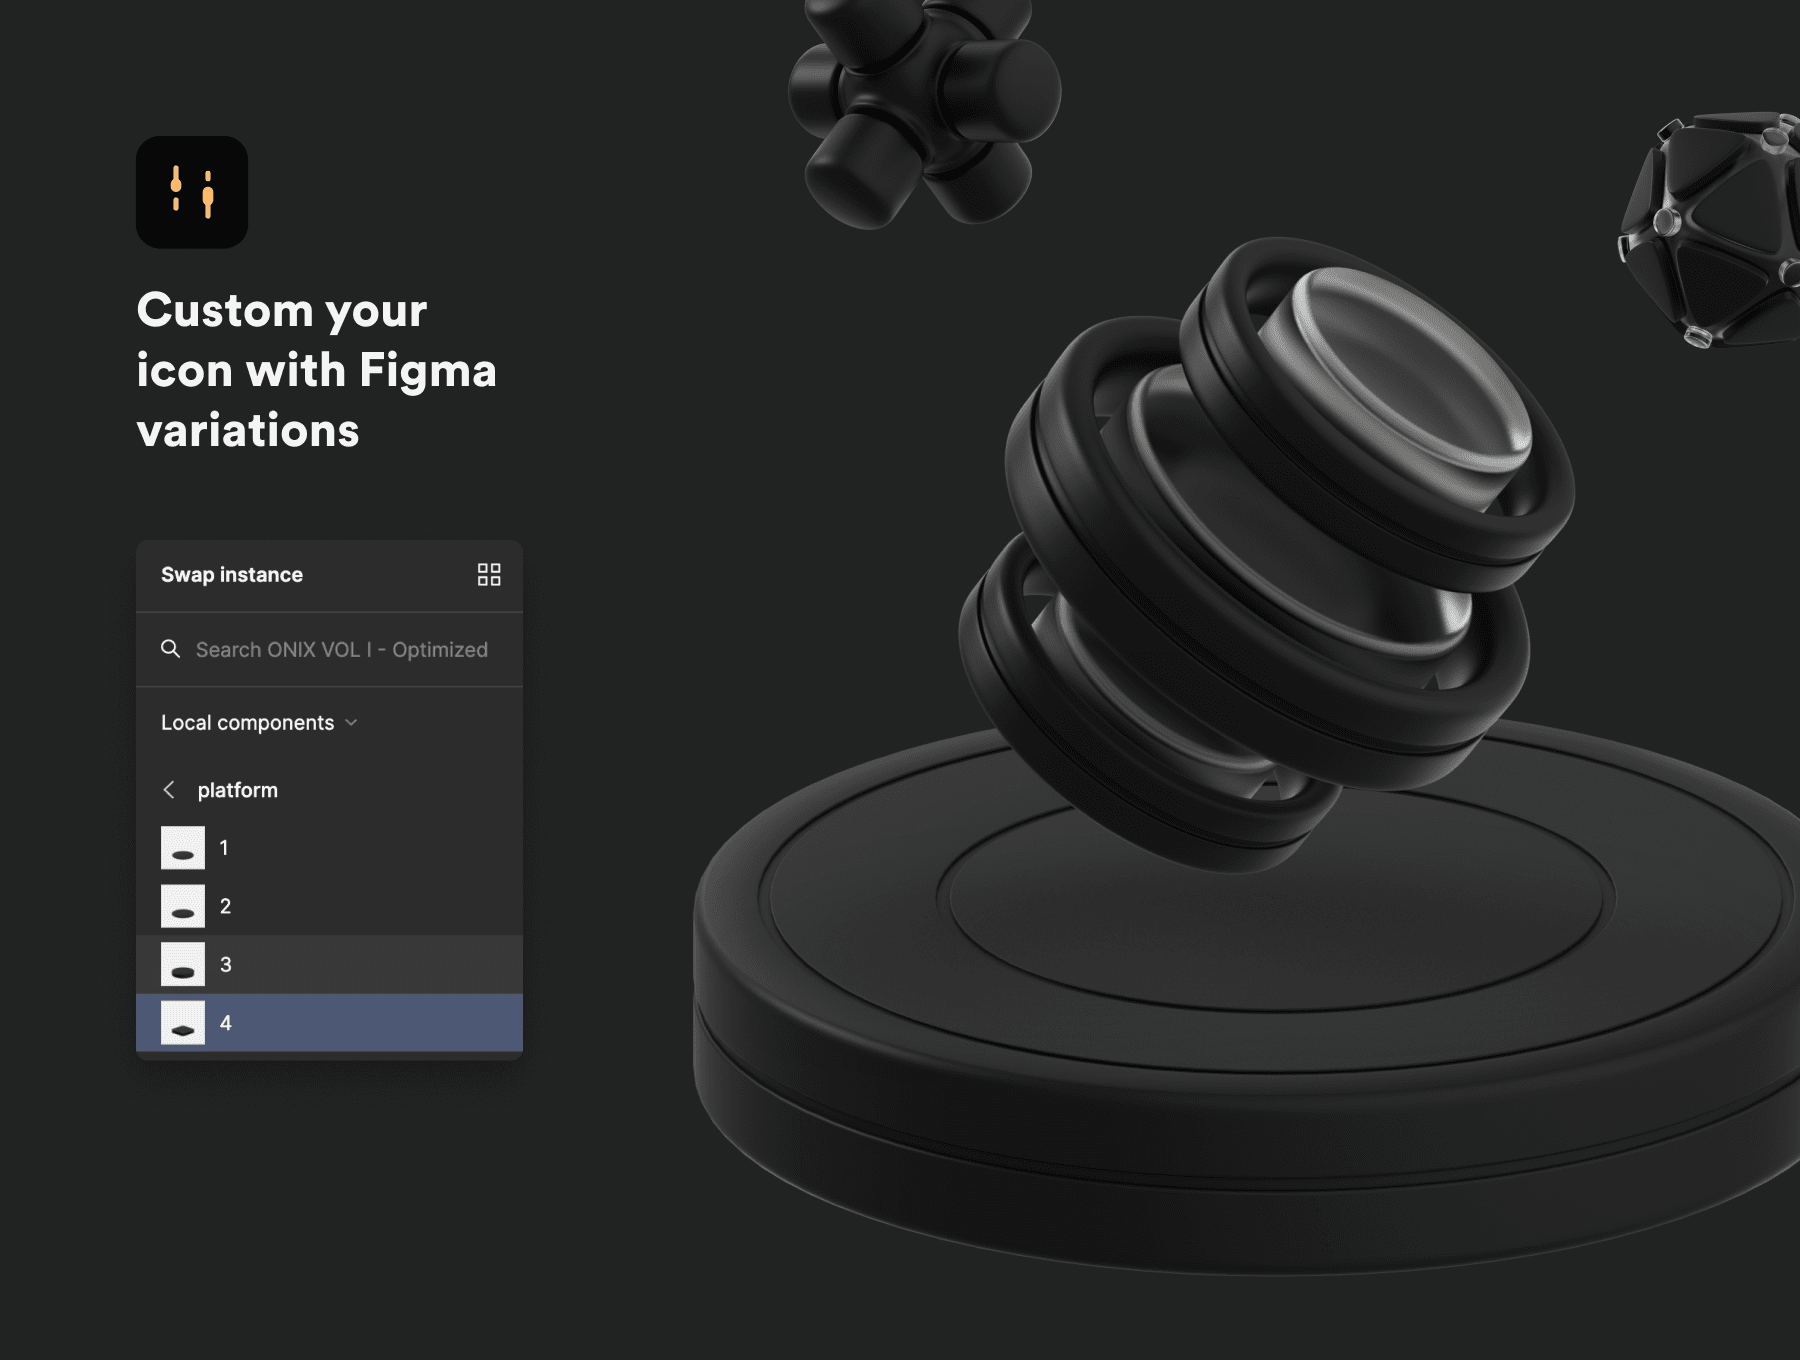 Custom your
icon with Figma
variations
Swap instance
Search ONIX VOL I - Optimized
Local components
platform
1
2
3
4